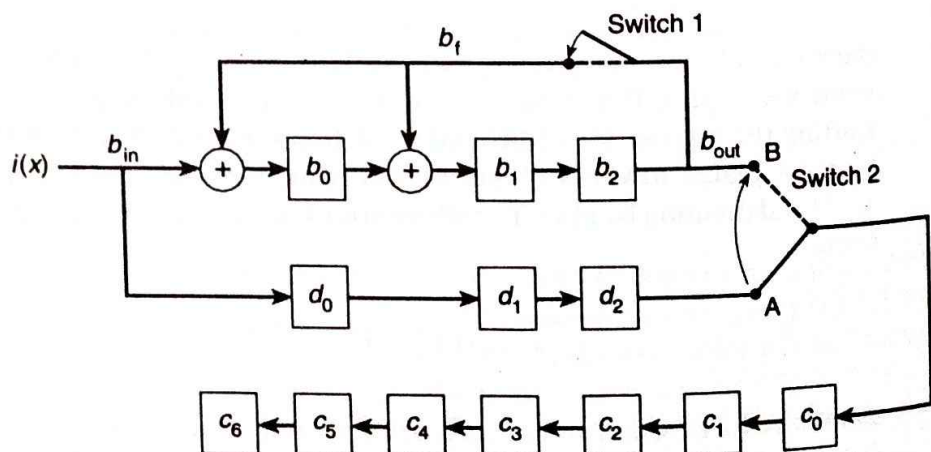 Switch 1
b_f
i(x)
b_in
+
b_0
+
b_1
b_2
b_out
B
Switch 2
d_0
d_1
d_2
A
c_6
c_5
c_4
c_3
c_2
c_1
c_0